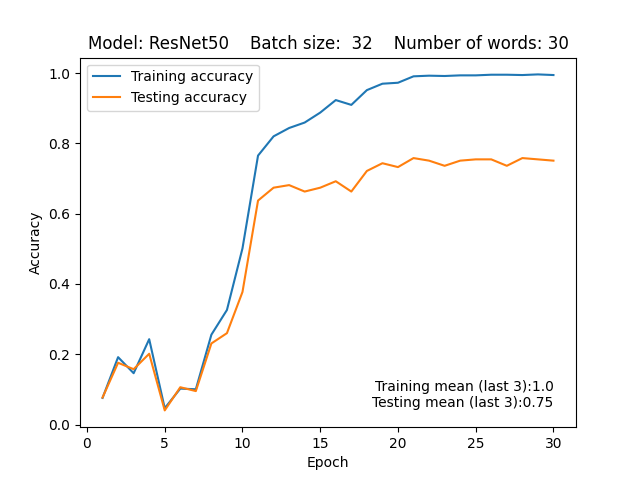 Model: ResNet50    Batch size:  32    Number of words: 30
Training accuracy
Testing accuracy
Accuracy
1.0
0.8
0.6
0.4
0.2
0.0
Training mean (last 3):1.0
Testing mean (last 3):0.75
0 5 10 15 20 25 30
Epoch